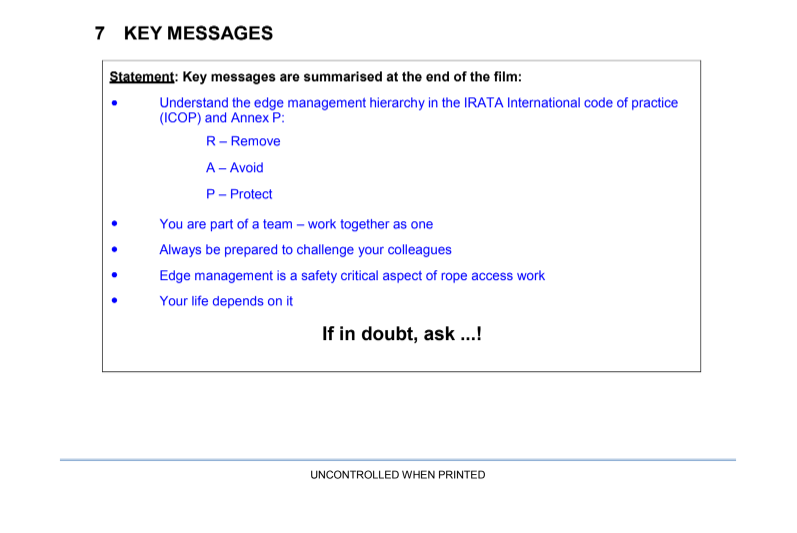 7 KEY MESSAGES
Statement: Key messages are summarised at the end of the film:
• Understand the edge management hierarchy in the IRATA International code of practice
(ICOP) and Annex P:
R – Remove
A – Avoid
P – Protect
• You are part of a team – work together as one
• Always be prepared to challenge your colleagues
• Edge management is a safety critical aspect of rope access work
• Your life depends on it
If in doubt, ask ...!
UNCONTROLLED WHEN PRINTED